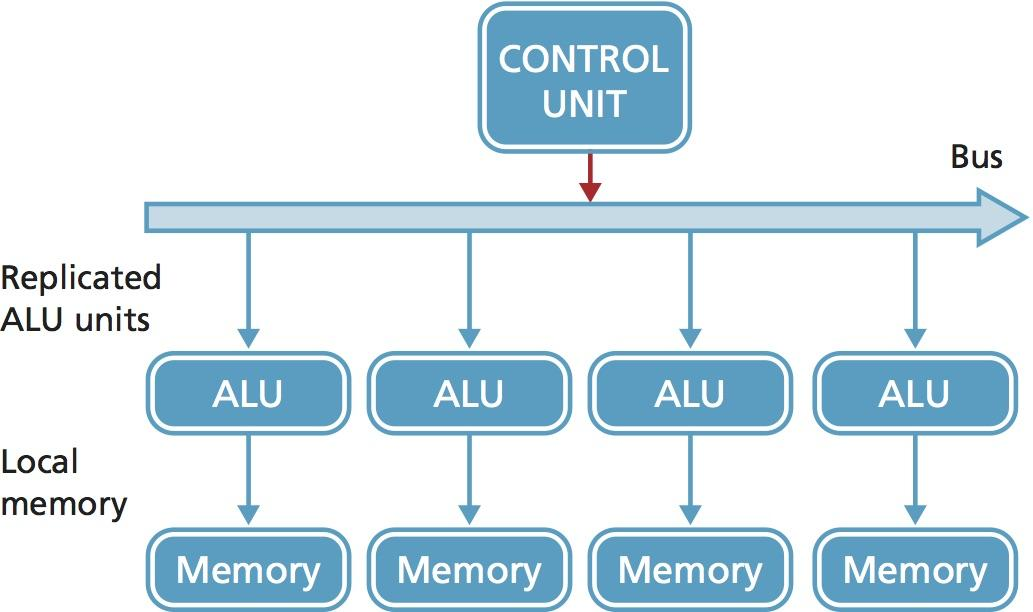 CONTROL
UNIT
Bus
Replicated
ALU units
ALU
ALU
ALU
ALU
Local
memory
Memory
Memory
Memory
Memory